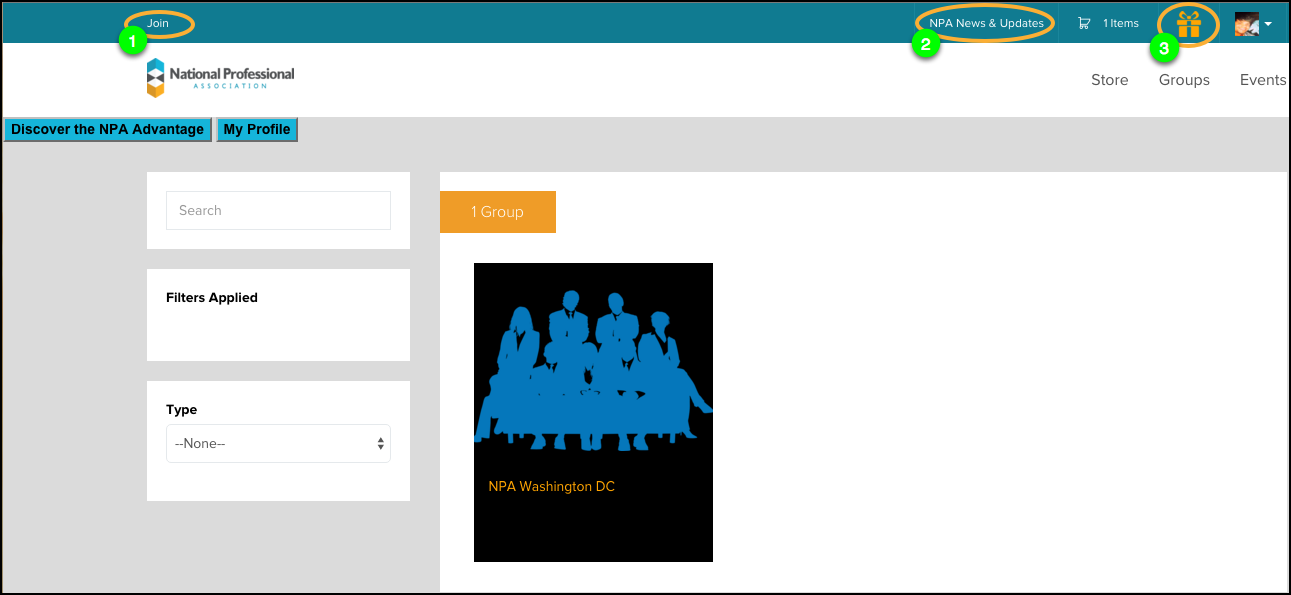 Join
NPA News & Updates
1 Items
1
2
3
National Professional
ASSOCIATION
Store
Groups
Events
Discover the NPA Advantage
My Profile
Search
1 Group
Filters Applied
Type
--None--
NPA Washington DC